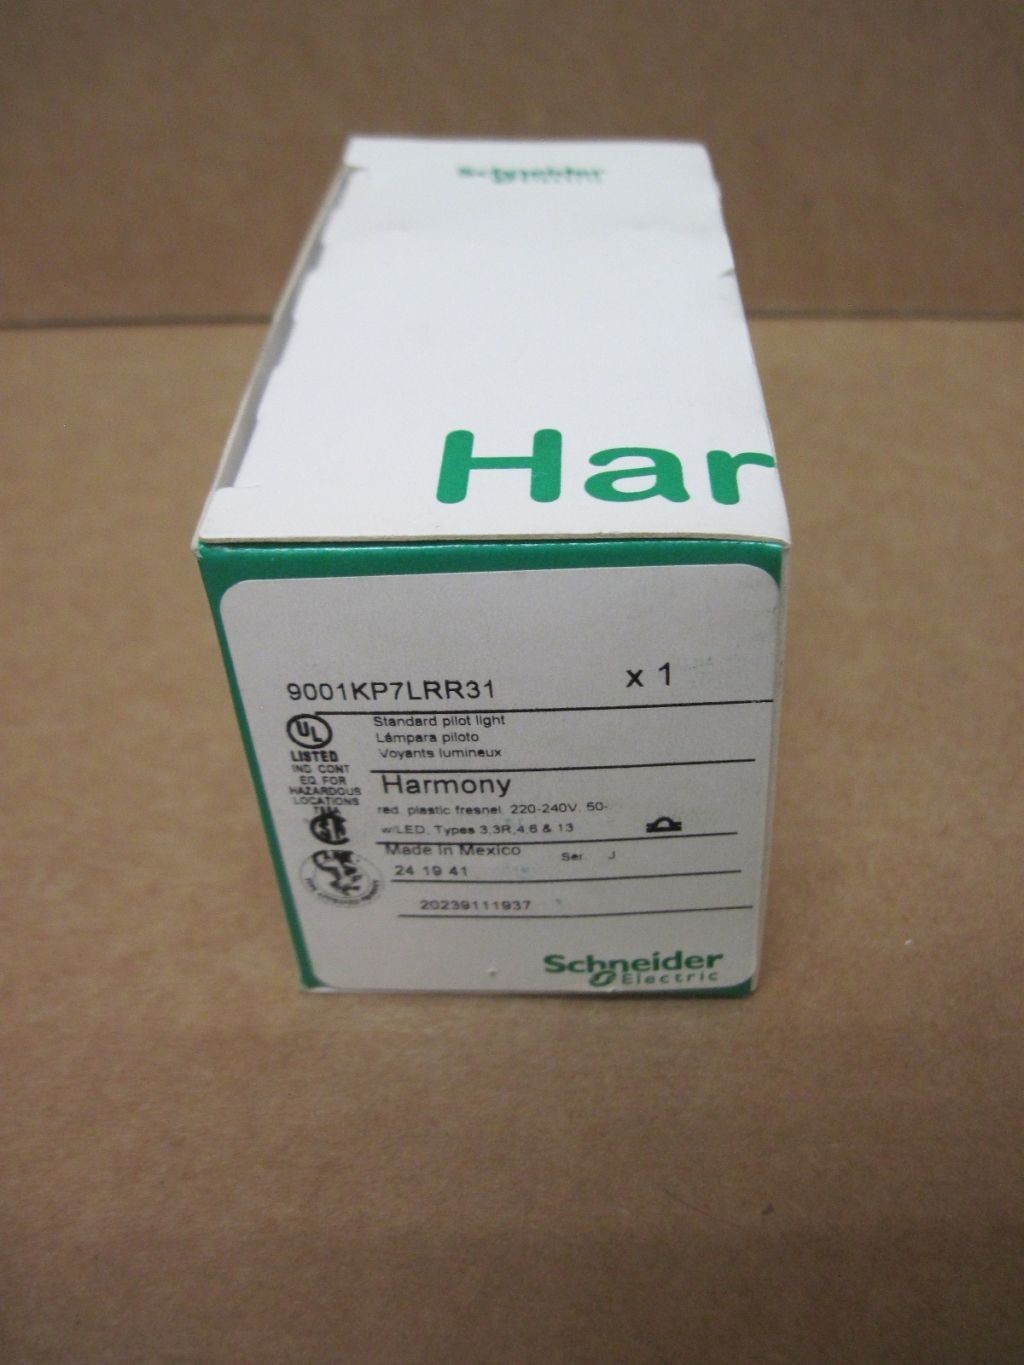 Schneider
Electric
Har
9001KP7LRR31 x 1
UL
LISTED
IND CONT
EQ FOR
HAZARDOUS
LOCATIONS
Standard pilot light
Lámpara piloto
Voyants lumineux
Harmony
red, plastic fresnel, 220-240V, 50-
w/LED, Types 3,3R,4,6 & 13
Made in Mexico Ser. J
24 19 41
20239111937
Schneider
Electric